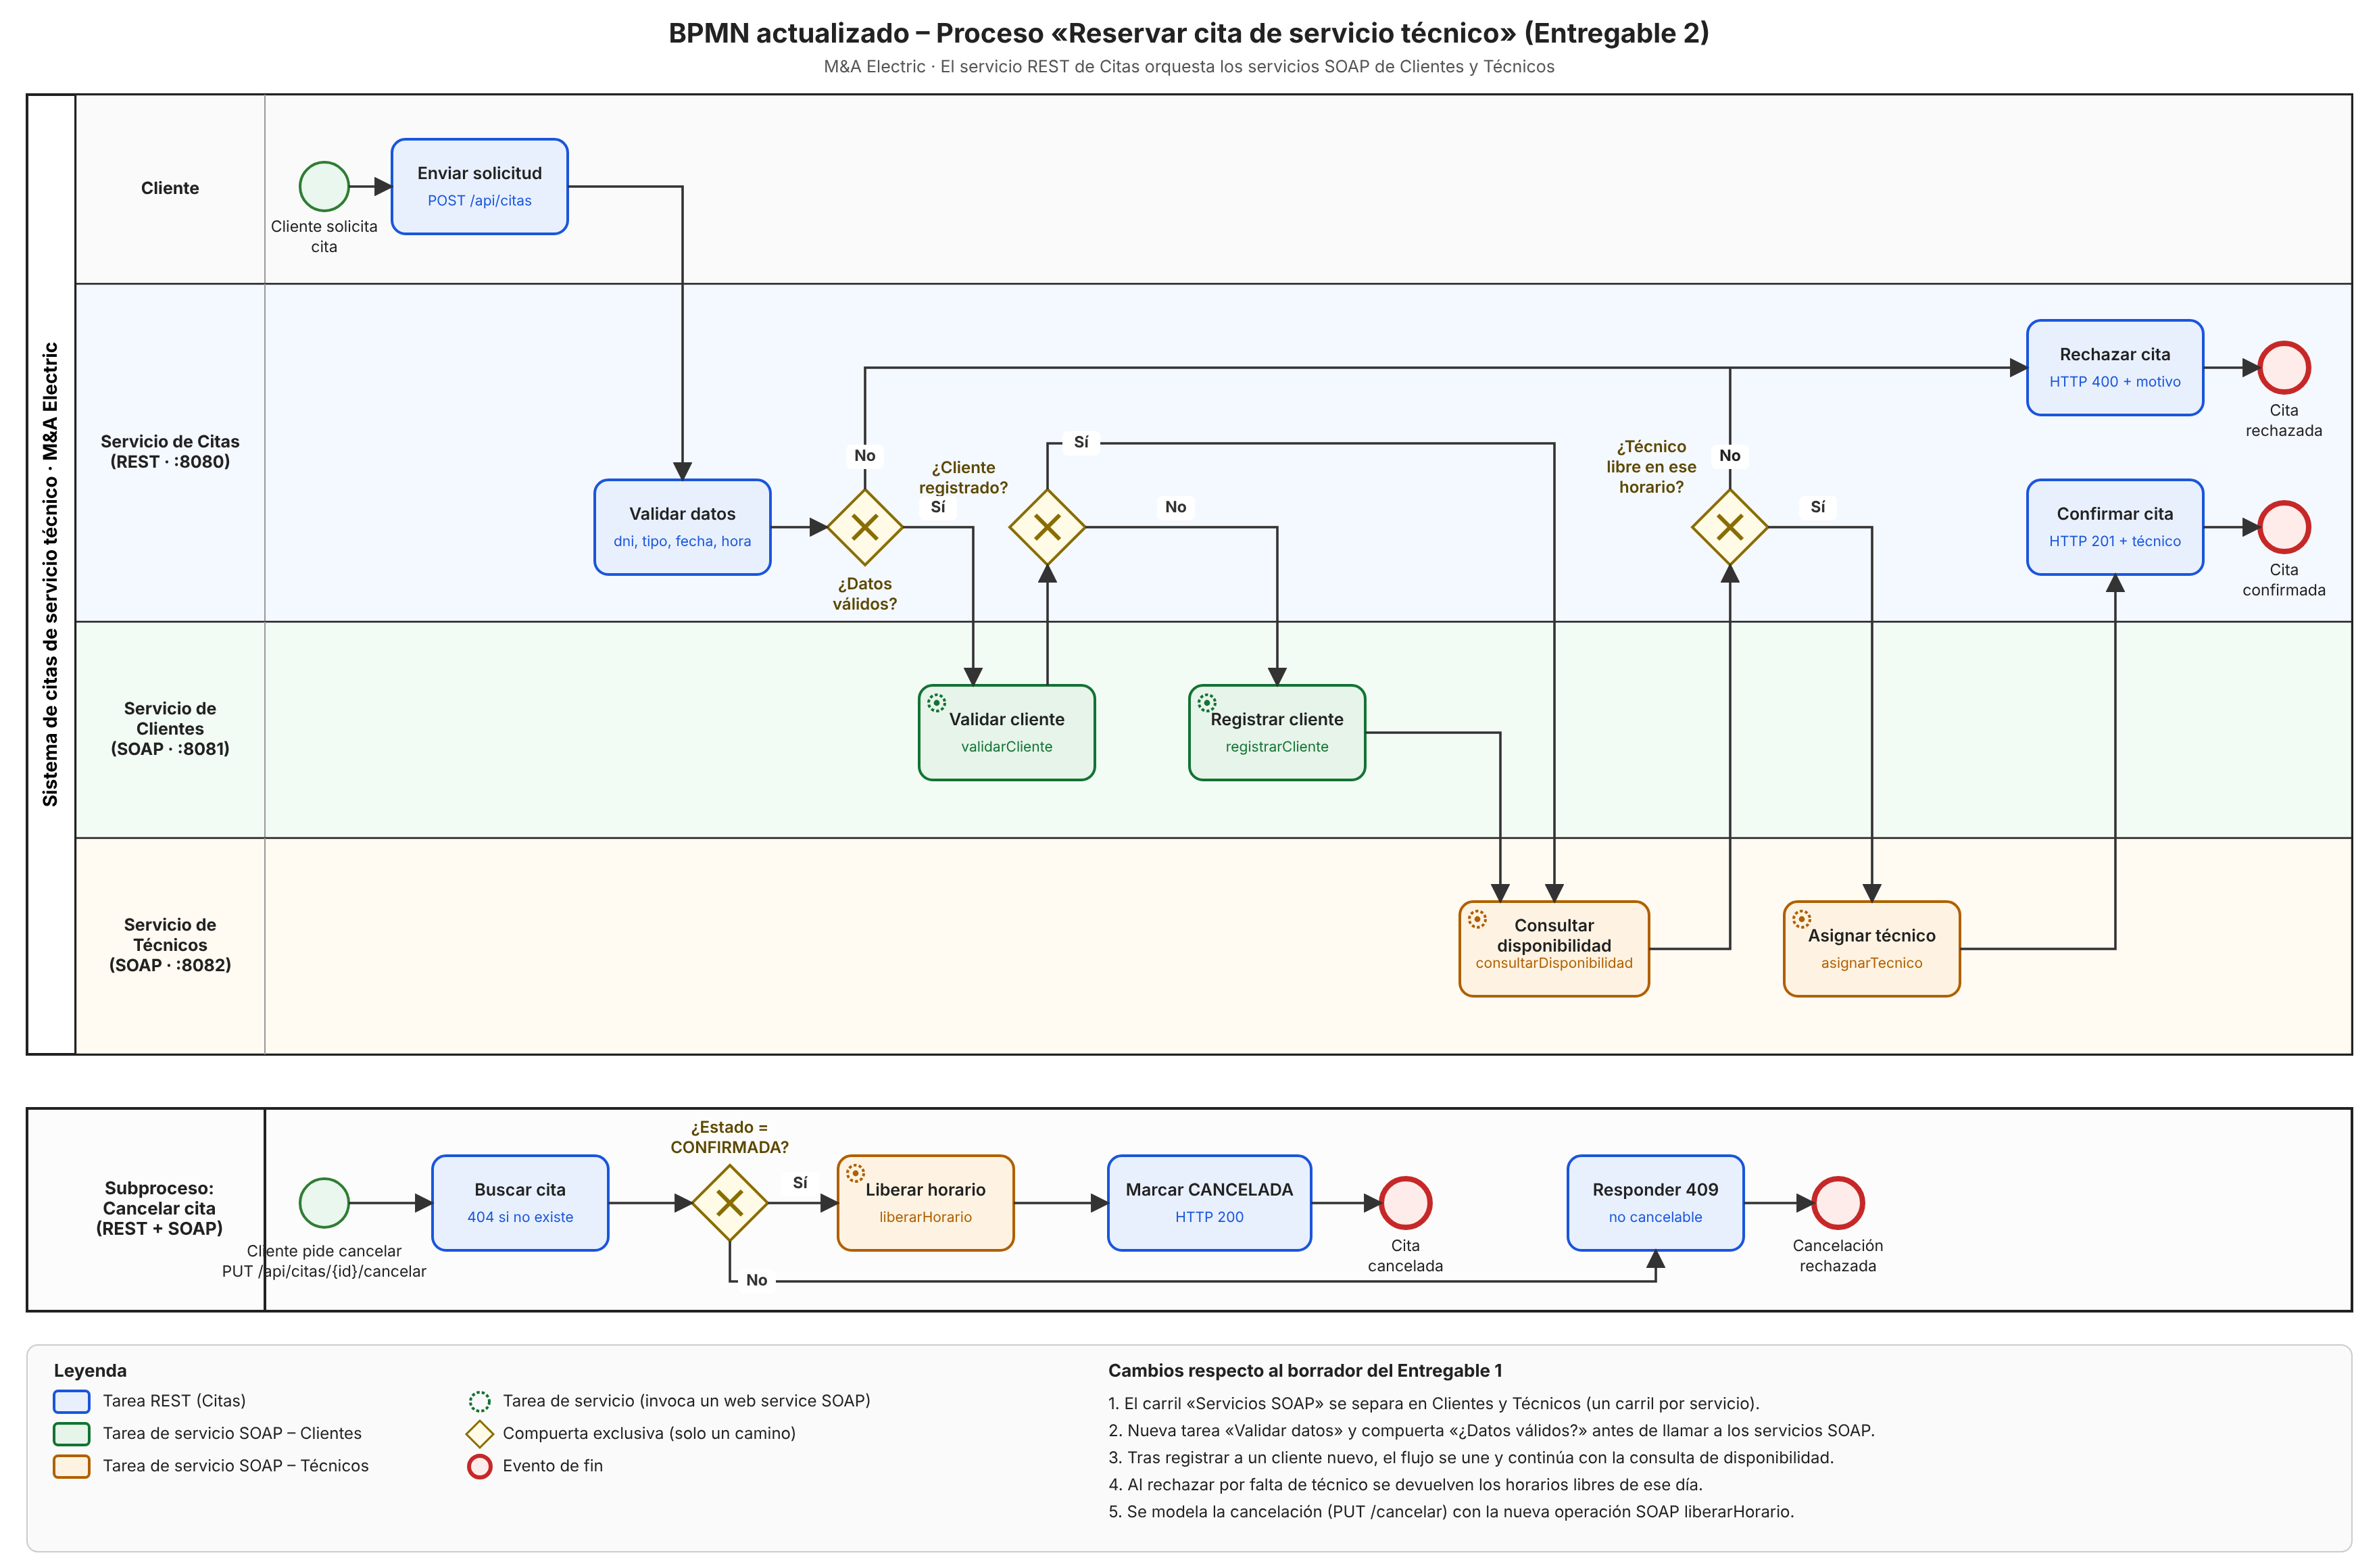 BPMN actualizado – Proceso «Reservar cita de servicio técnico» (Entregable 2)
M&A Electric · El servicio REST de Citas orquesta los servicios SOAP de Clientes y Técnicos
Sistema de citas de servicio técnico · M&A Electric
Cliente
Cliente solicita
cita
Enviar solicitud
POST /api/citas
Servicio de Citas
(REST · :8080)
Validar datos
dni, tipo, fecha, hora
No
¿Datos
válidos?
Sí
¿Cliente
registrado?
Sí
No
¿Técnico
libre en ese
horario?
No
Sí
Rechazar cita
HTTP 400 + motivo
Cita
rechazada
Confirmar cita
HTTP 201 + técnico
Cita
confirmada
Servicio de
Clientes
(SOAP · :8081)
Validar cliente
validarCliente
Registrar cliente
registrarCliente
Servicio de
Técnicos
(SOAP · :8082)
Consultar
disponibilidad
consultarDisponibilidad
Asignar técnico
asignarTecnico
Subproceso:
Cancelar cita
(REST + SOAP)
Cliente pide cancelar
PUT /api/citas/{id}/cancelar
Buscar cita
404 si no existe
¿Estado =
CONFIRMADA?
Sí
No
Liberar horario
liberarHorario
Marcar CANCELADA
HTTP 200
Cita
cancelada
Responder 409
no cancelable
Cancelación
rechazada
Leyenda
Tarea REST (Citas)
Tarea de servicio SOAP – Clientes
Tarea de servicio SOAP – Técnicos
Tarea de servicio (invoca un web service SOAP)
Compuerta exclusiva (solo un camino)
Evento de fin
Cambios respecto al borrador del Entregable 1
1. El carril «Servicios SOAP» se separa en Clientes y Técnicos (un carril por servicio).
2. Nueva tarea «Validar datos» y compuerta «¿Datos válidos?» antes de llamar a los servicios SOAP.
3. Tras registrar a un cliente nuevo, el flujo se une y continúa con la consulta de disponibilidad.
4. Al rechazar por falta de técnico se devuelven los horarios libres de ese día.
5. Se modela la cancelación (PUT /cancelar) con la nueva operación SOAP liberarHorario.